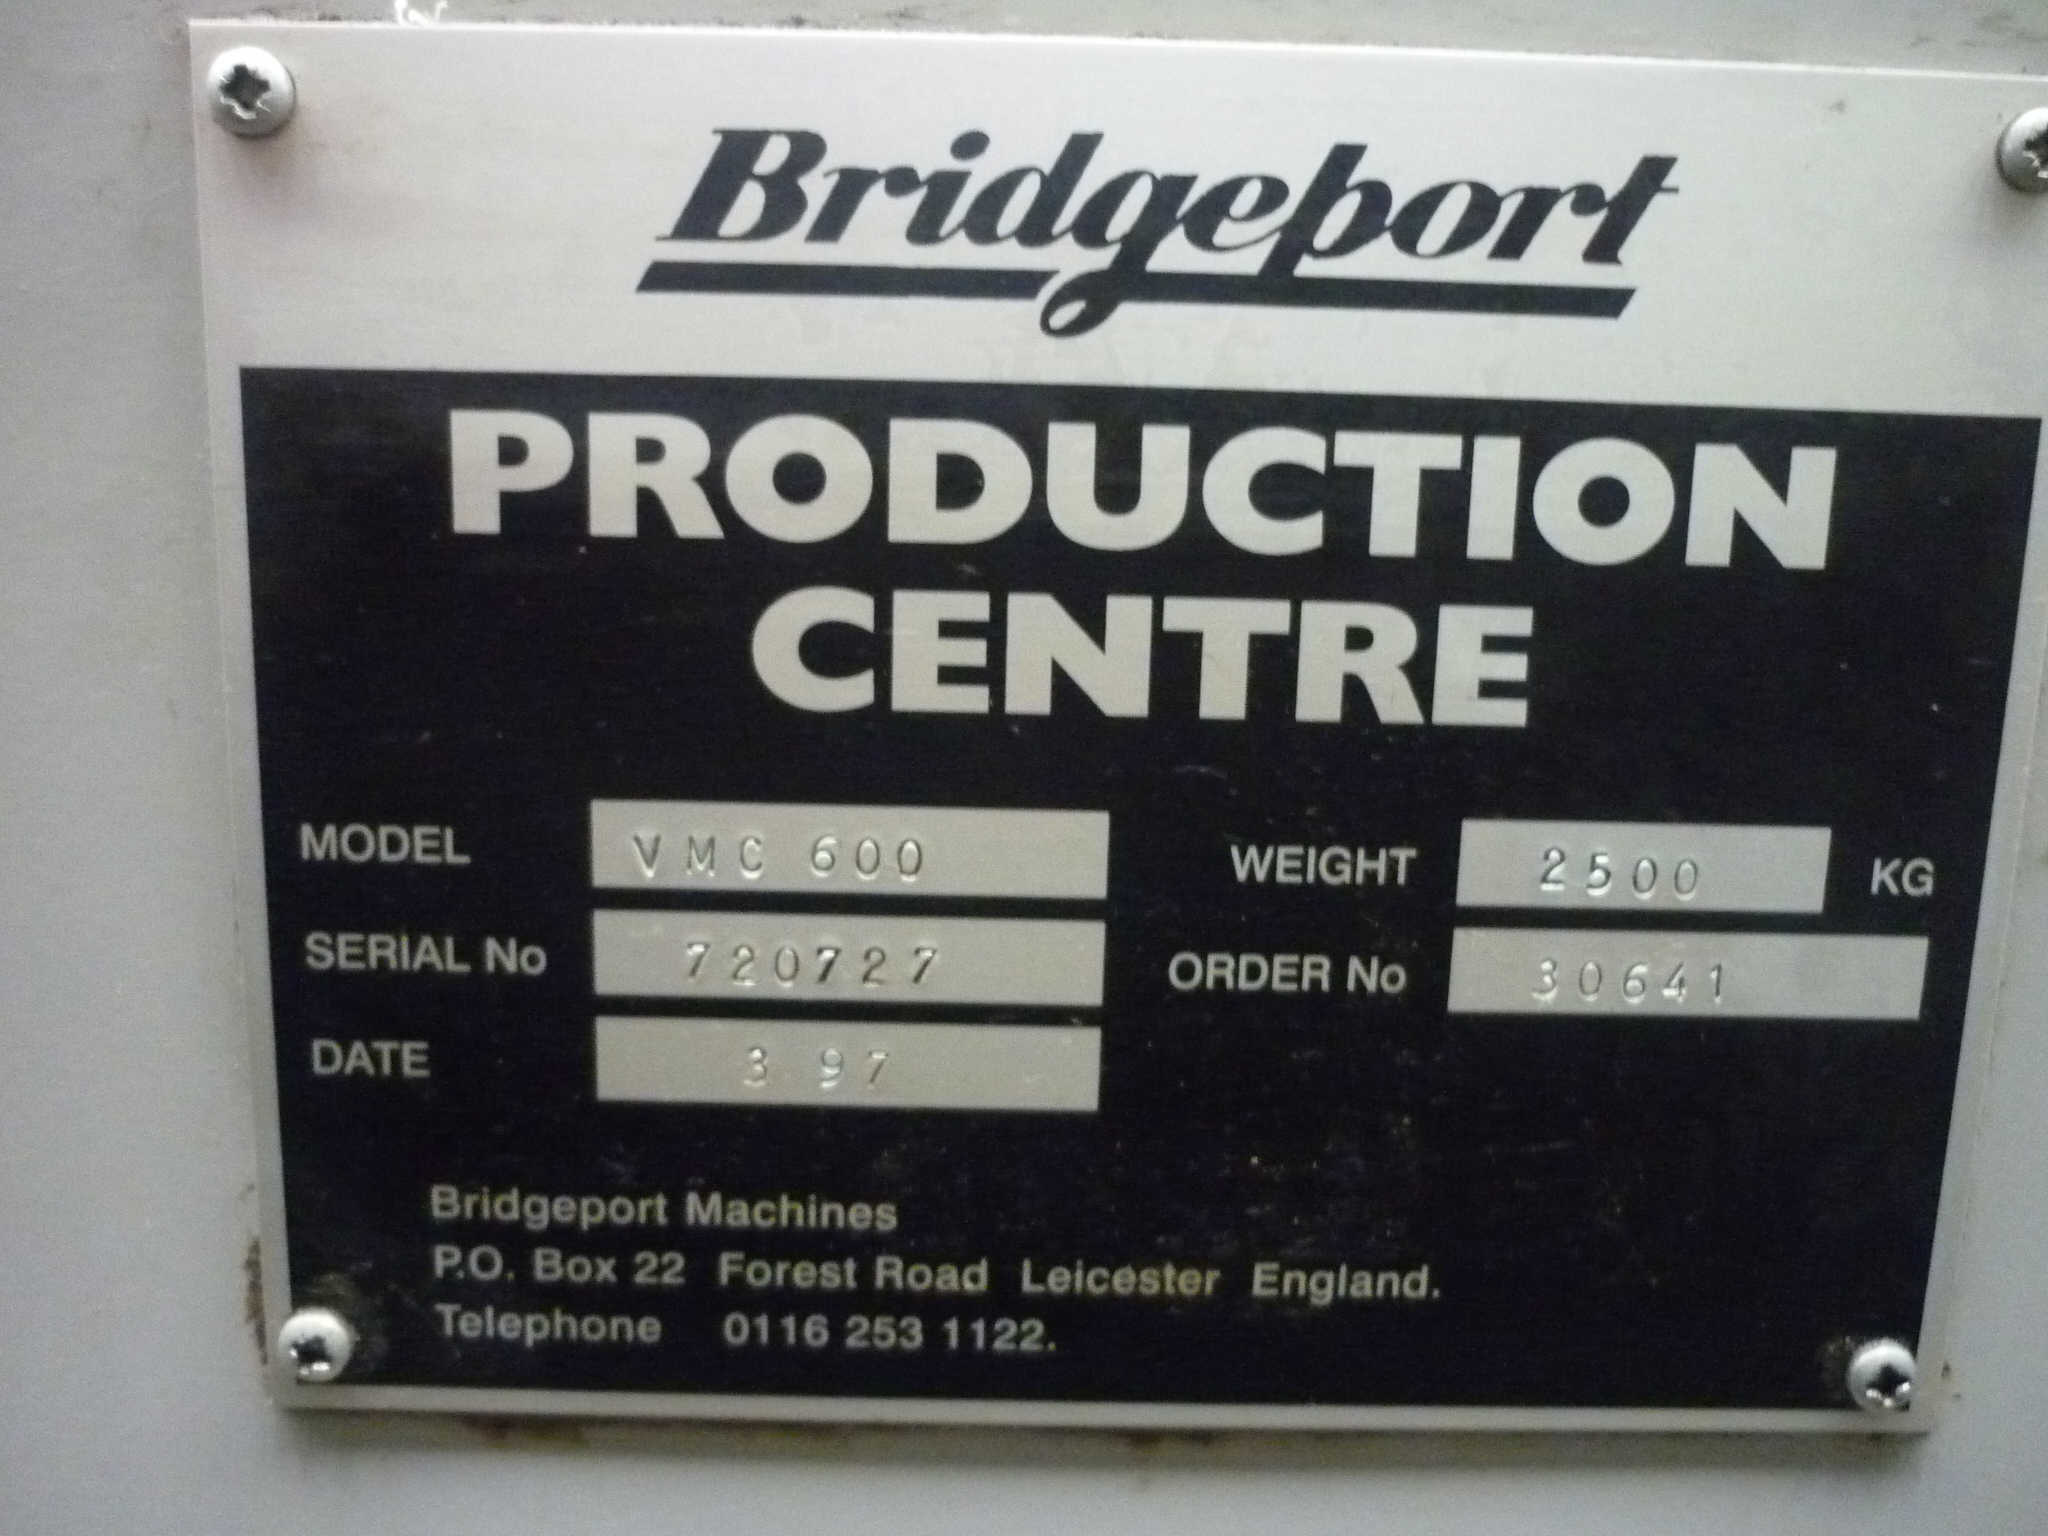 Bridgeport
PRODUCTION
CENTRE
MODEL VMC 600 WEIGHT 2500 KG
SERIAL No 720727 ORDER No 30641
DATE 3 97
Bridgeport Machines
P.O. Box 22 Forest Road Leicester England.
Telephone 0116 253 1122.